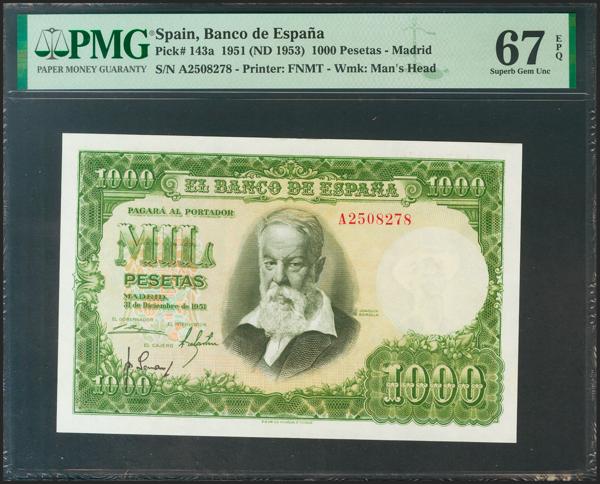 PMG
PAPER MONEY GUARANTY
Spain, Banco de España
Pick# 143a 1951 (ND 1953) 1000 Pesetas - Madrid
S/N A2508278 - Printer: FNMT - Wmk: Man's Head
67 EPQ
Superb Gem Unc
1000
EL BANCO DE ESPAÑA
1000
PAGARÁ AL PORTADOR
A2508278
MIL
PESETAS
MADRID,
31 de Diciembre de 1951
EL GOBERNADOR
EL INTERVENTOR
JOAQUIN
SOROLLA
EL CAJERO
1000
1000